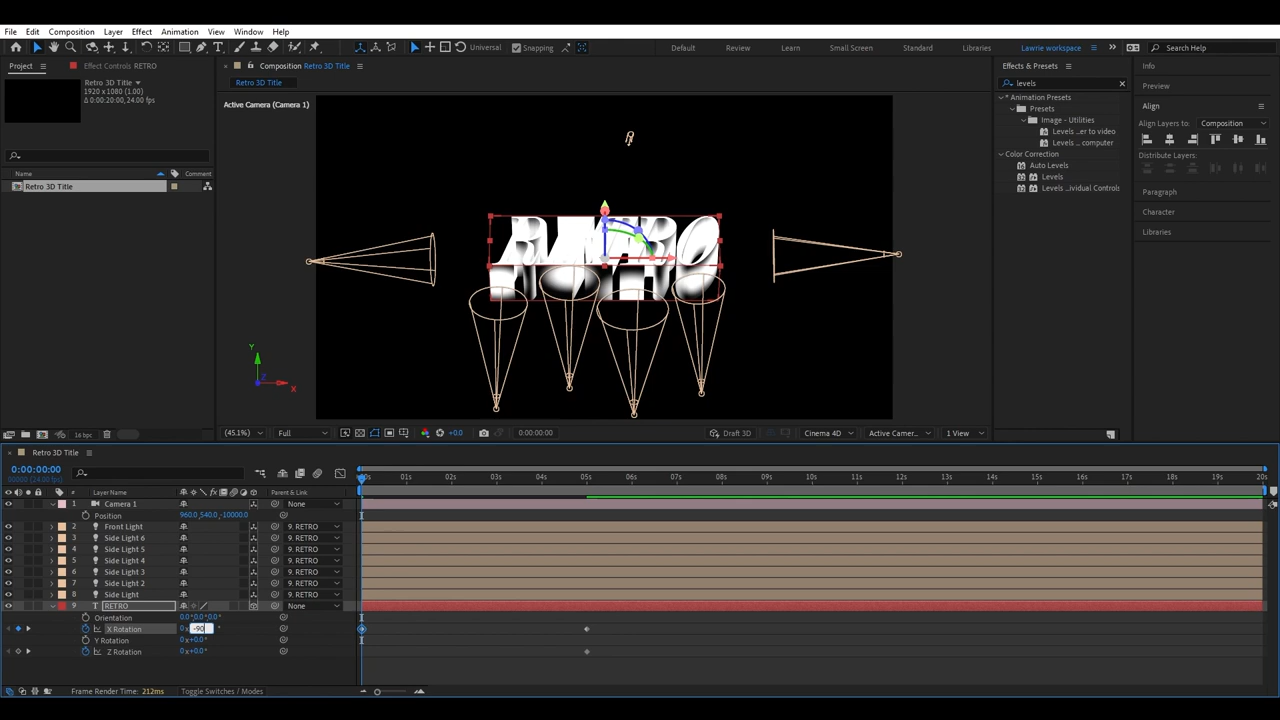 File Edit Composition Layer Effect Animation View Window Help
Universal Snapping Default Review Learn Small Screen Standard Libraries Lawrie workspace Search Help
Project Effect Controls RETRO
Retro 3D Title
1920 x 1080 (1.00)
Δ 0:00:20:00, 24.00 fps
Name Comment
Retro 3D Title
16 bpc
Composition Retro 3D Title
Retro 3D Title
Active Camera (Camera 1)
RETRO
Y
Z
X
(45.1%) Full +0.0 0:00:00:00 Draft 3D Cinema 4D Active Camer... 1 View
Effects & Presets
levels
* Animation Presets
Presets
Image - Utilities
Levels ...er to video
Levels ... computer
Color Correction
Auto Levels
Levels
Levels ...ividual Controls
Info
Preview
Align
Align Layers to: Composition
Distribute Layers:
Paragraph
Character
Libraries
Retro 3D Title
0:00:00:00
00000 (24.00 fps)
# Layer Name Parent & Link
01s 02s 03s 04s 05s 06s 07s 08s 09s 10s 11s 12s 13s 14s 15s 16s 17s 18s 19s 20s
1 Camera 1 None
Position 960.0,540.0,-10000.0
2 Front Light 9. RETRO
3 Side Light 6 9. RETRO
4 Side Light 5 9. RETRO
5 Side Light 4 9. RETRO
6 Side Light 3 9. RETRO
7 Side Light 2 9. RETRO
8 Side Light 9. RETRO
9 T RETRO None
Orientation 0.0°,0.0°,0.0°
X Rotation 0 x -90 °
Y Rotation 0 x+0.0°
Z Rotation 0 x+0.0°
Frame Render Time: 212ms Toggle Switches / Modes